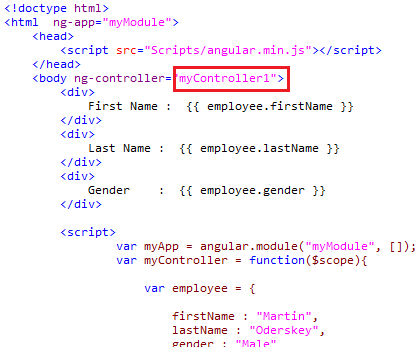 <!doctype html>
<html  ng-app="myModule">
    <head>
        <script src="Scripts/angular.min.js"></script>
    </head>
    <body ng-controller="myController1">
        <div>
            First Name :  {{ employee.firstName }}
        </div>
        <div>
            Last Name : {{ employee.lastName }}
        </div>
        <div>
            Gender    :  {{ employee.gender }}
        </div>

        <script>
                var myApp = angular.module("myModule", []);
                var myController = function($scope){

                    var employee = {

                    firstName : "Martin",
                    lastName : "Oderskey",
                    gender : "Male"